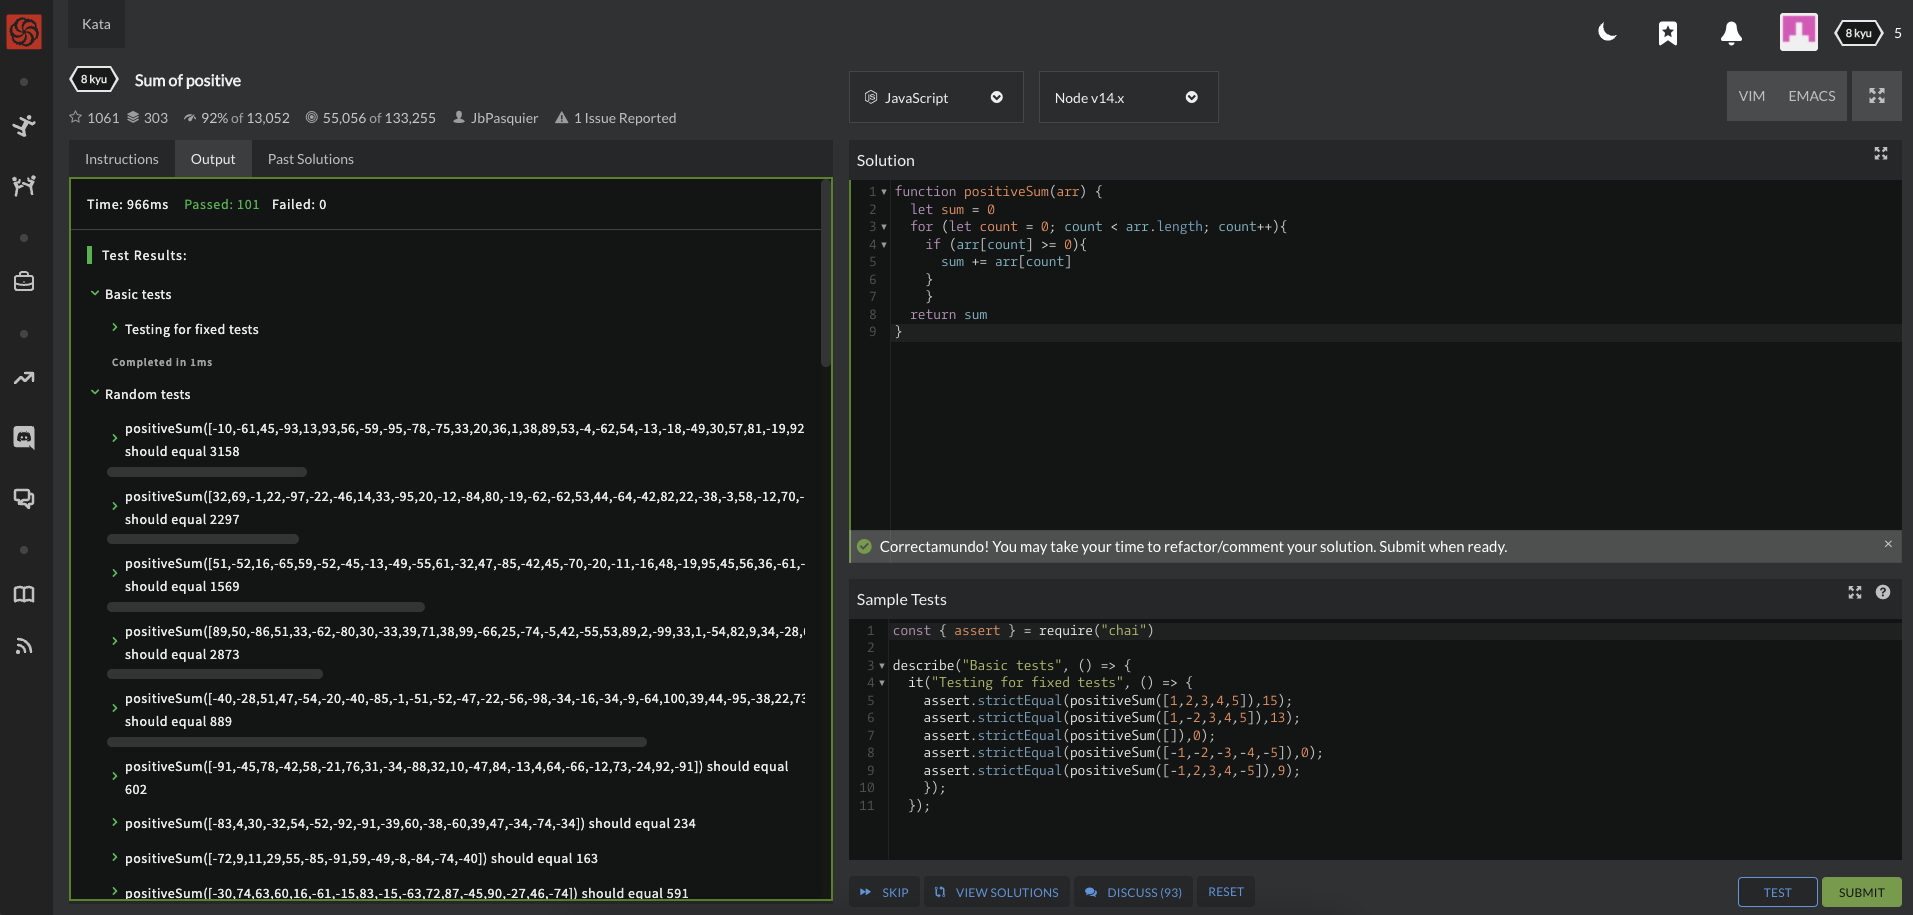 Kata
8 kyu
5
8 kyu
Sum of positive
1061
303
92% of 13,052
55,056 of 133,255
JbPasquier
1 Issue Reported
JavaScript
Node v14.x
VIM
EMACS
Instructions
Output
Past Solutions
Time: 966ms
Passed: 101
Failed: 0
Test Results:
Basic tests
Testing for fixed tests
Completed in 1ms
Random tests
positiveSum([-10,-61,45,-93,13,93,56,-59,-95,-78,-75,33,20,36,1,38,89,53,-4,-62,54,-13,-18,-49,30,57,81,-19,92
should equal 3158
positiveSum([32,69,-1,22,-97,-22,-46,14,33,-95,20,-12,-84,80,-19,-62,-62,53,44,-64,-42,82,22,-38,-3,58,-12,70,-
should equal 2297
positiveSum([51,-52,16,-65,59,-52,-45,-13,-49,-55,61,-32,47,-85,-42,45,-70,-20,-11,-16,48,-19,95,45,56,36,-61,-
should equal 1569
positiveSum([89,50,-86,51,33,-62,-80,30,-33,39,71,38,99,-66,25,-74,-5,42,-55,53,89,2,-99,33,1,-54,82,9,34,-28,
should equal 2873
positiveSum([-40,-28,51,47,-54,-20,-40,-85,-1,-51,-52,-47,-22,-56,-98,-34,-16,-34,-9,-64,100,39,44,-95,-38,22,73
should equal 889
positiveSum([-91,-45,78,-42,58,-21,76,31,-34,-88,32,10,-47,84,-13,4,64,-66,-12,73,-24,92,-91]) should equal
602
positiveSum([-83,4,30,-32,54,-52,-92,-91,-39,60,-38,-60,39,47,-34,-74,-34]) should equal 234
positiveSum([-72,9,11,29,55,-85,-91,59,-49,-8,-84,-74,-40]) should equal 163
positiveSum([-30,74,63,60,16,-61,-15,83,-15,-63,72,87,-45,90,-27,46,-74]) should equal 591
Solution
1 function positiveSum(arr) {
2 let sum = 0
3 for (let count = 0; count < arr.length; count++){
4 if (arr[count] >= 0){
5 sum += arr[count]
6 }
7 }
8 return sum
9 }
Correctamundo! You may take your time to refactor/comment your solution. Submit when ready.
Sample Tests
1 const { assert } = require("chai")
2
3 describe("Basic tests", () => {
4 it("Testing for fixed tests", () => {
5 assert.strictEqual(positiveSum([1,2,3,4,5]),15);
6 assert.strictEqual(positiveSum([1,-2,3,4,5]),13);
7 assert.strictEqual(positiveSum([]),0);
8 assert.strictEqual(positiveSum([-1,-2,-3,-4,-5]),0);
9 assert.strictEqual(positiveSum([-1,2,3,4,-5]),9);
10 });
11 });
SKIP
VIEW SOLUTIONS
DISCUSS (93)
RESET
TEST
SUBMIT